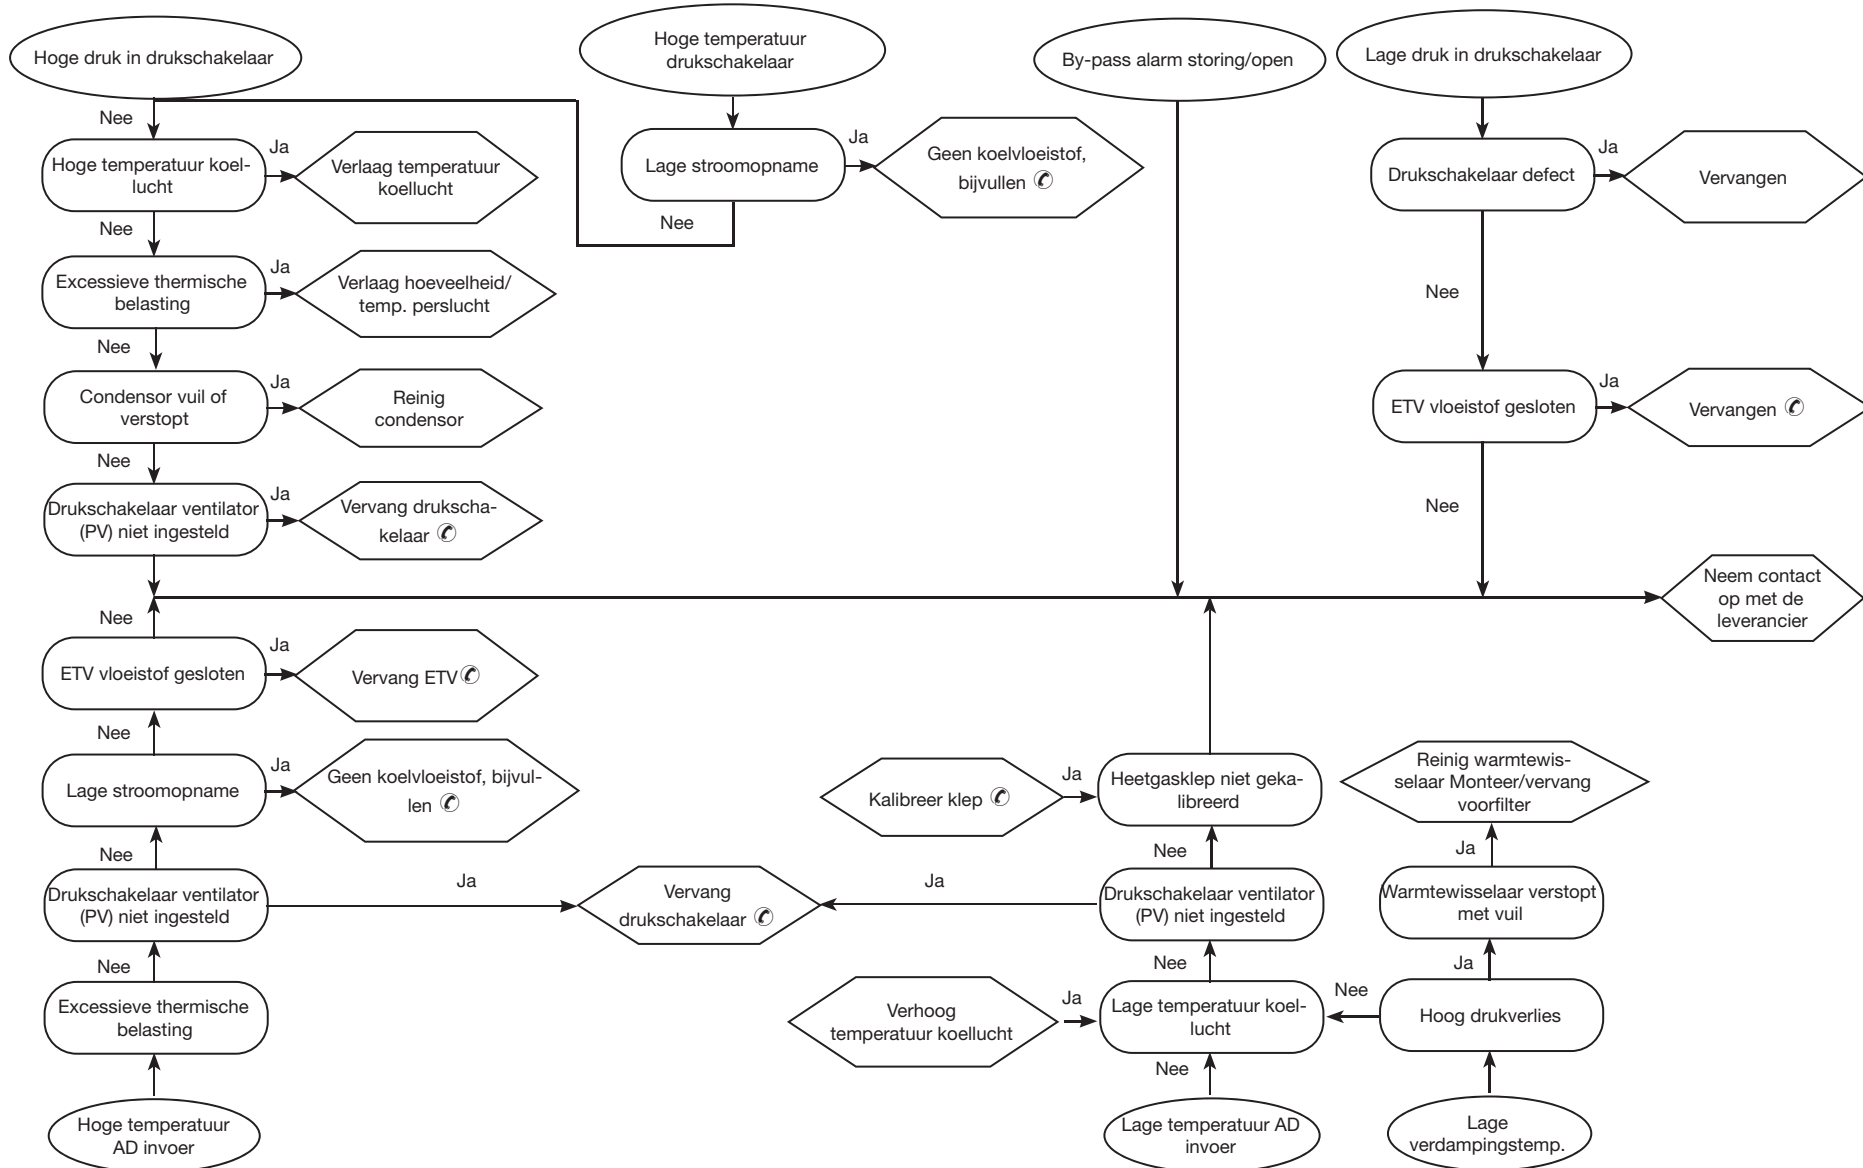 Hoge druk in drukschakelaar
Nee
Hoge temperatuur koel-
lucht
Ja
Verlaag temperatuur
koellucht
Nee
Excessieve thermische
belasting
Ja
Verlaag hoeveelheid/
temp. perslucht
Nee
Condensor vuil of
verstopt
Ja
Reinig
condensor
Nee
Drukschakelaar ventilator
(PV) niet ingesteld
Ja
Vervang drukscha-
kelaar ✆
Hoge temperatuur
drukschakelaar
Lage stroomopname
Ja
Geen koelvloeistof,
bijvullen ✆
Nee
By-pass alarm storing/open
Lage druk in drukschakelaar
Drukschakelaar defect
Ja
Vervangen
Nee
ETV vloeistof gesloten
Ja
Vervangen ✆
Nee
Neem contact
op met de
leverancier
Nee
ETV vloeistof gesloten
Ja
Vervang ETV ✆
Nee
Lage stroomopname
Ja
Geen koelvloeistof, bijvul-
len ✆
Nee
Drukschakelaar ventilator
(PV) niet ingesteld
Ja
Vervang
drukschakelaar ✆
Nee
Excessieve thermische
belasting
Hoge temperatuur
AD invoer
Kalibreer klep ✆
Ja
Heetgasklep niet geka-
libreerd
Nee
Ja
Drukschakelaar ventilator
(PV) niet ingesteld
Nee
Verhoog
temperatuur koellucht
Ja
Lage temperatuur koel-
lucht
Nee
Lage temperatuur AD
invoer
Reinig warmtewis-
selaar Monteer/vervang
voorfilter
Ja
Warmtewisselaar verstopt
met vuil
Ja
Nee
Hoog drukverlies
Lage
verdampingstemp.